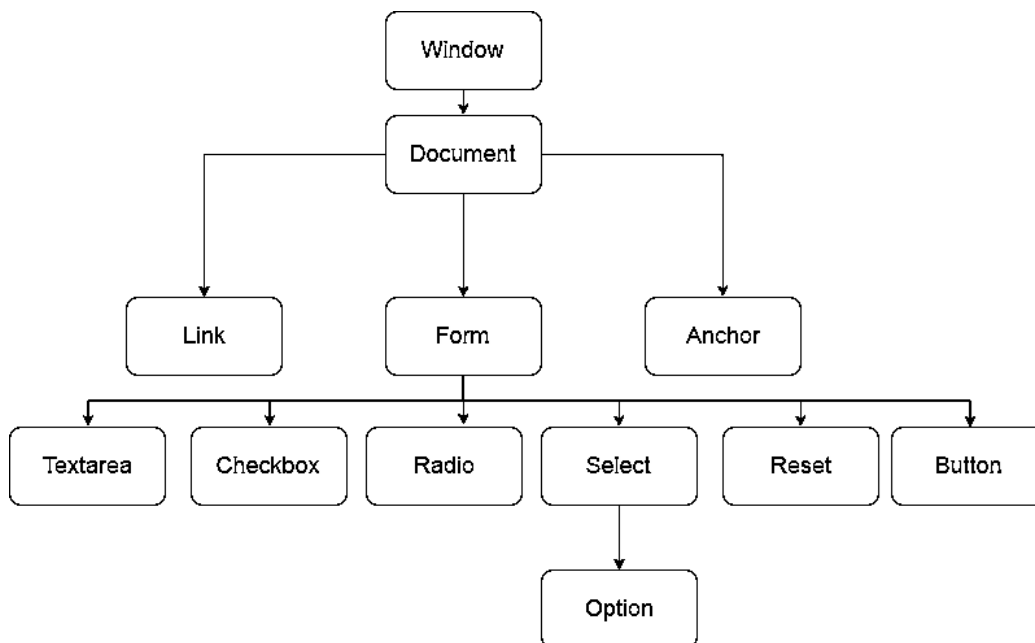 Window
Document
Link
Form
Anchor
Textarea
Checkbox
Radio
Select
Reset
Button
Option